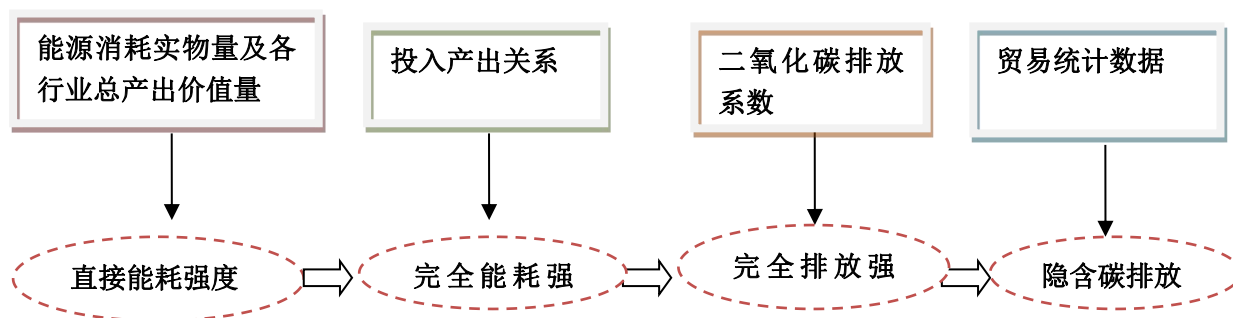 能源消耗实物量及各
行业总产出价值量
投入产出关系
二氧化碳排放
系数
贸易统计数据
直接能耗强度
完全能耗强
完全排放强
隐含碳排放